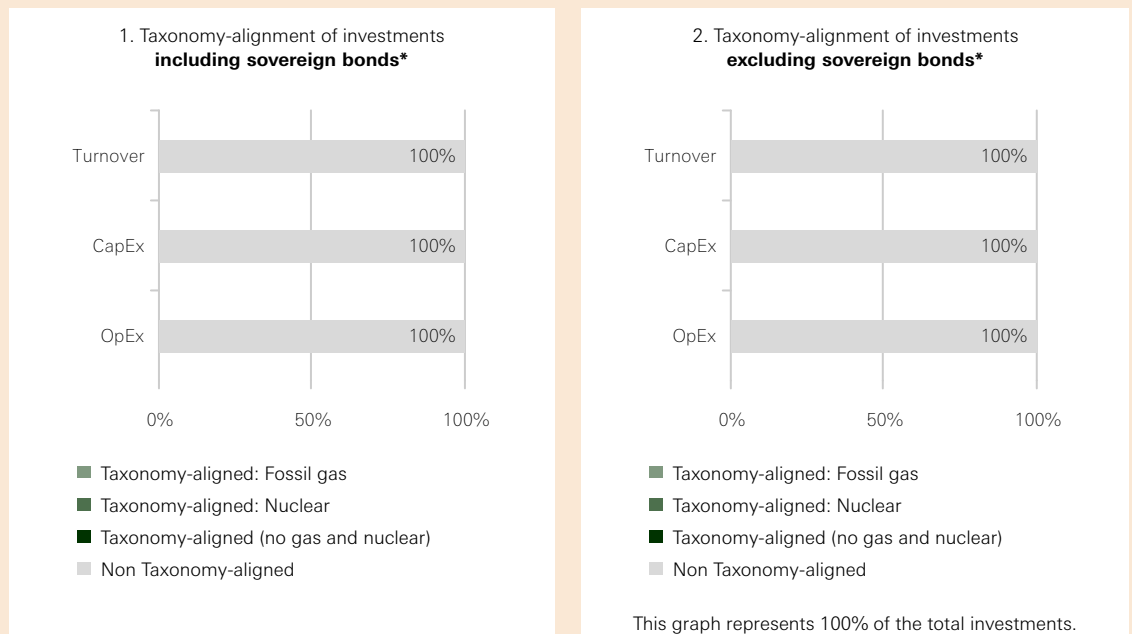 1. Taxonomy-alignment of investments
including sovereign bonds*
Turnover
100%
CapEx
100%
OpEx
100%
0%
50%
100%
Taxonomy-aligned: Fossil gas
Taxonomy-aligned: Nuclear
Taxonomy-aligned (no gas and nuclear)
Non Taxonomy-aligned
2. Taxonomy-alignment of investments
excluding sovereign bonds*
Turnover
100%
CapEx
100%
OpEx
100%
0%
50%
100%
Taxonomy-aligned: Fossil gas
Taxonomy-aligned: Nuclear
Taxonomy-aligned (no gas and nuclear)
Non Taxonomy-aligned
This graph represents 100% of the total investments.